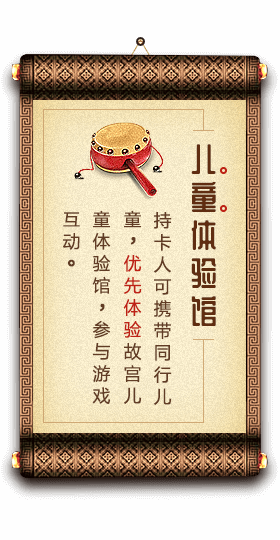 儿童体验馆
持卡人可携带同行儿
童，优先体验故宫儿
童体验馆，参与游戏
互动。